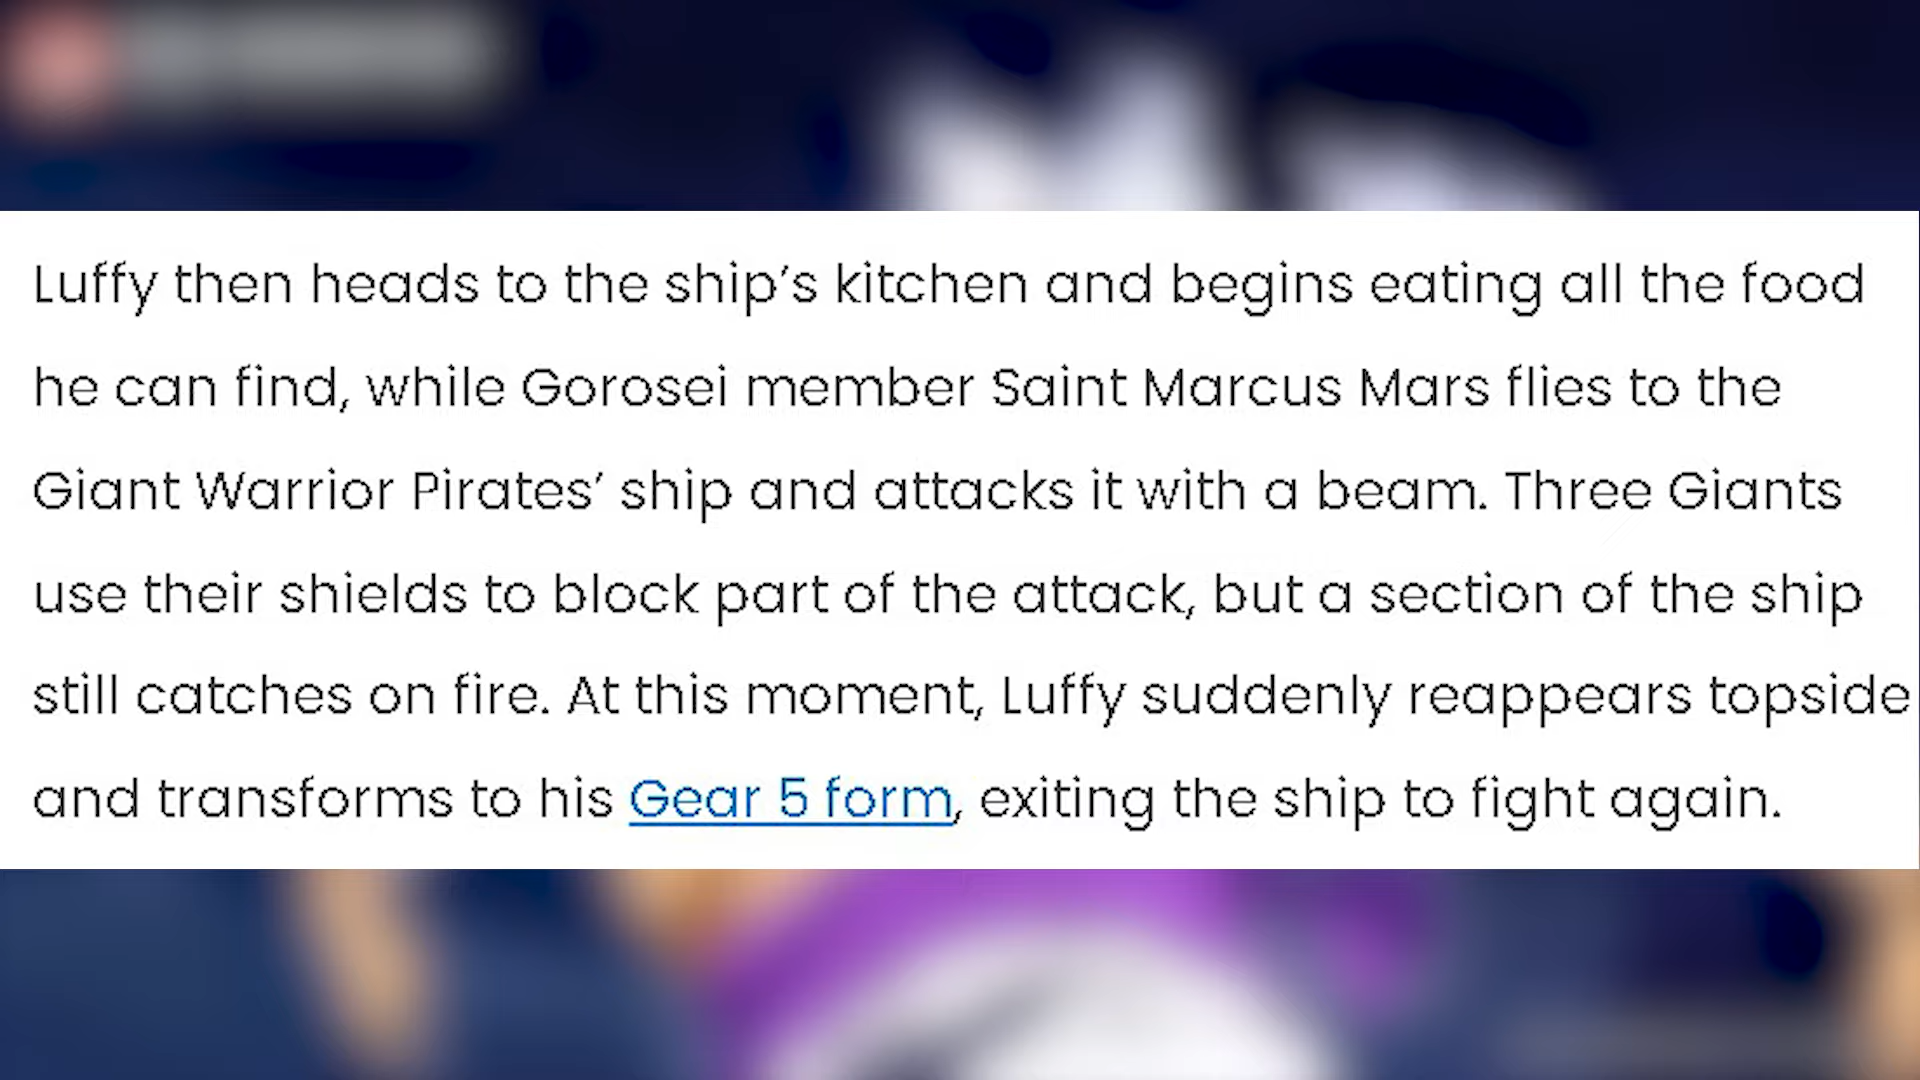 Luffy then heads to the ship’s kitchen and begins eating all the food
he can find, while Gorosei member Saint Marcus Mars flies to the
Giant Warrior Pirates’ ship and attacks it with a beam. Three Giants
use their shields to block part of the attack, but a section of the ship
still catches on fire. At this moment, Luffy suddenly reappears topside
and transforms to his Gear 5 form, exiting the ship to fight again.